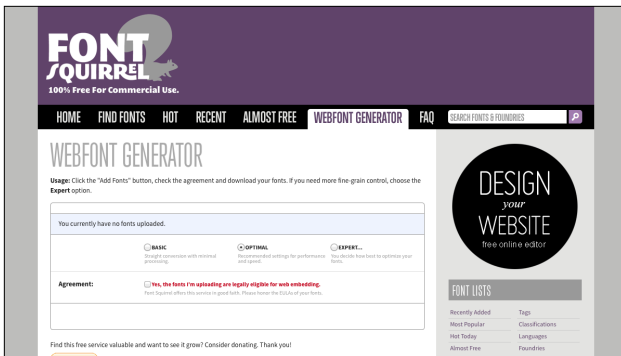 FONT
SQUIRREL
100% Free For Commercial Use.
HOME FIND FONTS HOT RECENT ALMOST FREE WEBFONT GENERATOR FAQ SEARCH FONTS & FOUNDRIES
WEBFONT GENERATOR
Usage: Click the "Add Fonts" button, check the agreement and download your fonts. If you need more fine-grain control, choose the
Expert option.
You currently have no fonts uploaded.
BASIC
Straight conversion with minimal
processing.
OPTIMAL
Recommended settings for performance
and speed.
EXPERT...
You decide how best to optimize your
fonts.
Agreement:
Yes, the fonts I'm uploading are legally eligible for web embedding.
Font Squirrel offers this service in good faith. Please honor the EULAs of your fonts.
Find this free service valuable and want to see it grow? Consider donating. Thank you!
DESIGN
your
WEBSITE
free online editor
FONT LISTS
Recently Added Tags
Most Popular Classifications
Hot Today Languages
Almost Free Foundries